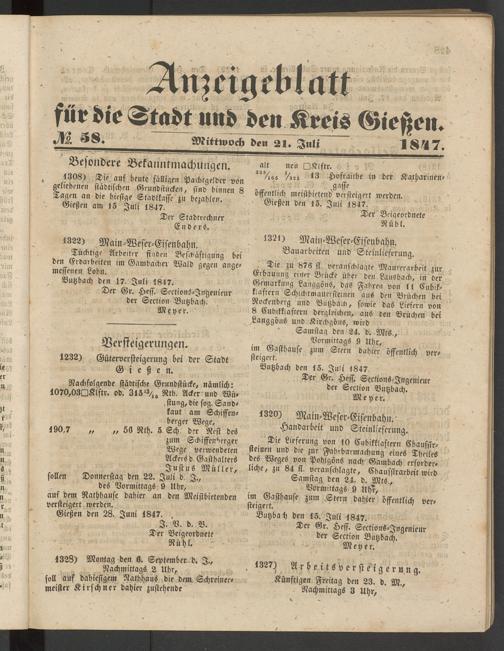 Anzeigeblatt
für die Stadt und den Kreis Gießen.
№ 58. Mittwoch den 21. Juli 1847.
Besondere Bekanntmachungen.
1308) Die auf heute fälligen Pachtgelder von
geliehenen städtischen Grundstücken, sind binnen 8
Tagen an die hiesige Stadtkasse zu bezahlen.
Gießen am 15 Juli 1847.
Der Stadtrechner
Enders.
1322) Main-Weser-Eisenbahn.
Tüchtige Arbeiter finden Beschäftigung bei
den Erdarbeiten im Gambacher Wald gegen ange-
messenen Lohn.
Butzbach den 17. Juli 1847.
Der Gr. Hess. Sections-Ingenieur
der Section Butzbach.
Meyer.
Versteigerungen.
1232) Güterversteigerung bei der Stadt
Gießen.
Nachfolgende städtische Grundstücke, nämlich:
1070,03□Klftr. od. Rth. Acker und Wü-
stung, die sog. Sand-
kaut am Schiffen-
berger Wege,
190,7 „ „ 56 Rth. 5 Sch. der Rest des
zum Schiffenberger
Wege verwendeten
Ackers d. Gasthalters
Justus Müller,
sollen Donnerstag den 22. Juli d. J.,
des Vormittags 9 Uhr,
auf dem Rathhause dahier an den Meistbietenden
versteigert werden.
Gießen den 28. Juni 1847.
J. V. d. B.
Der Beigeordnete
Rühl.
1328) Montag den 6. September d. J.,
Nachmittags 2 Uhr,
soll auf dahiesigem Rathhaus die dem Schreiner-
meister Kirschner dahier zustehende
alt neu □Klftr.
13 Hofraithe in der Katharinen-
gasse
öffentlich meistbietend versteigert werden.
Gießen den 15. Juli 1847.
Der Beigeordnete
Rühl.
1321) Main-Weser-Eisenbahn.
Bauarbeiten und Steinlieferung.
Die zu 876 fl. veranschlagte Maurerarbeit zur
Erbauung einer Brücke über den Lausbach, in der
Gemarkung Langgöns, das Fahren von 11 Cubik-
klaftern Schichtmauersteinen aus den Brüchen bei
Rockenberg und Butzbach, sowie das Liefern von
8 Cubikklaftern dergleichen, aus den Brüchen bei
Langgöns und Kirchgöns, wird
Samstag den 24. d. Mts.,
Vormittags 9 Uhr,
im Gasthause zum Stern dahier öffentlich ver-
steigert.
Butzbach den 15. Juli 1847.
Der Gr. Hess. Sections-Ingenieur
der Section Butzbach.
Meyer.
1320) Main-Weser-Eisenbahn.
Handarbeit und Steinlieferung.
Die Lieferung von 10 Cubikklaftern Chaussir-
steinen und die zur Fahrbarmachung eines Theiles
des Weges von Pohlgöns nach Gambach erforder-
liche, zu 84 fl. veranschlagte, Chaussirarbeit wird
Samstag den 24. d. Mts.,
Vormittags 9 Uhr,
im Gasthause zum Stern dahier öffentlich ver-
steigert.
Butzbach den 15. Juli 1847.
Der Gr. Hess. Sections-Ingenieur
der Section Butzbach.
Meyer.
1327) Arbeitsversteigerung.
Künftigen Freitag den 23. d. M.,
Nachmittags 3 Uhr,